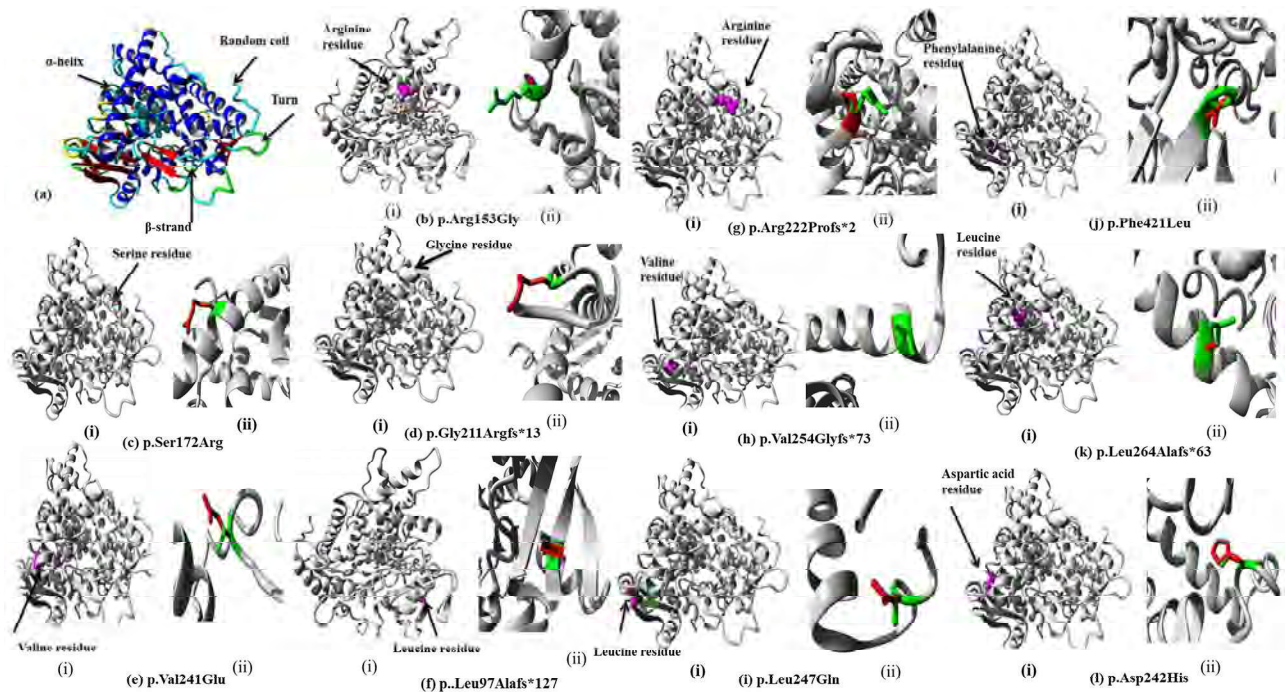 Random coil
α-helix
Turn
(a)
β-strand
Arginine
residue
(i)
(ii)
(b) p.Arg153Gly
Arginine
residue
(i)
(ii)
(g) p.Arg222Profs*2
Phenylalanine
residue
(i)
(ii)
(j) p.Phe421Leu
Serine residue
(i)
(ii)
(c) p.Ser172Arg
Glycine residue
(i)
(ii)
(d) p.Gly211Argfs*13
Valine
residue
(i)
(ii)
(h) p.Val254Glyfs*73
Leucine
residue
(i)
(ii)
(k) p.Leu264Alafs*63
Valine residue
(i)
(ii)
(e) p.Val241Glu
Leucine residue
(i)
(ii)
(f) p..Leu97Alafs*127
Leucine residue
(i)
(ii)
(i) p.Leu247Gln
Aspartic acid
residue
(i)
(ii)
(l) p.Asp242His